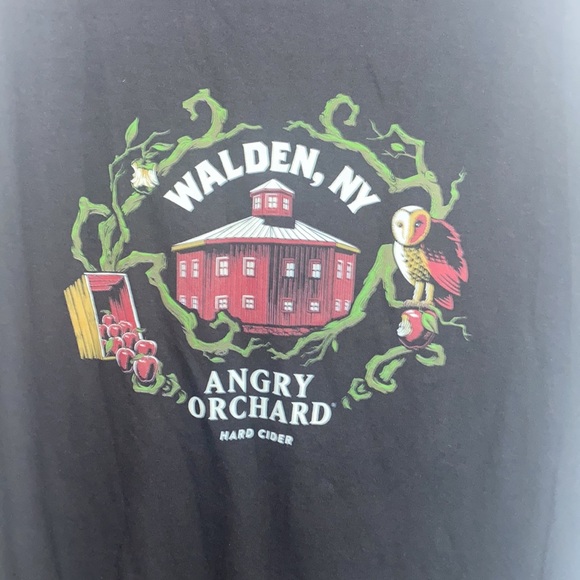 WALDEN, NY
ANGRY
ORCHARD®
HARD CIDER